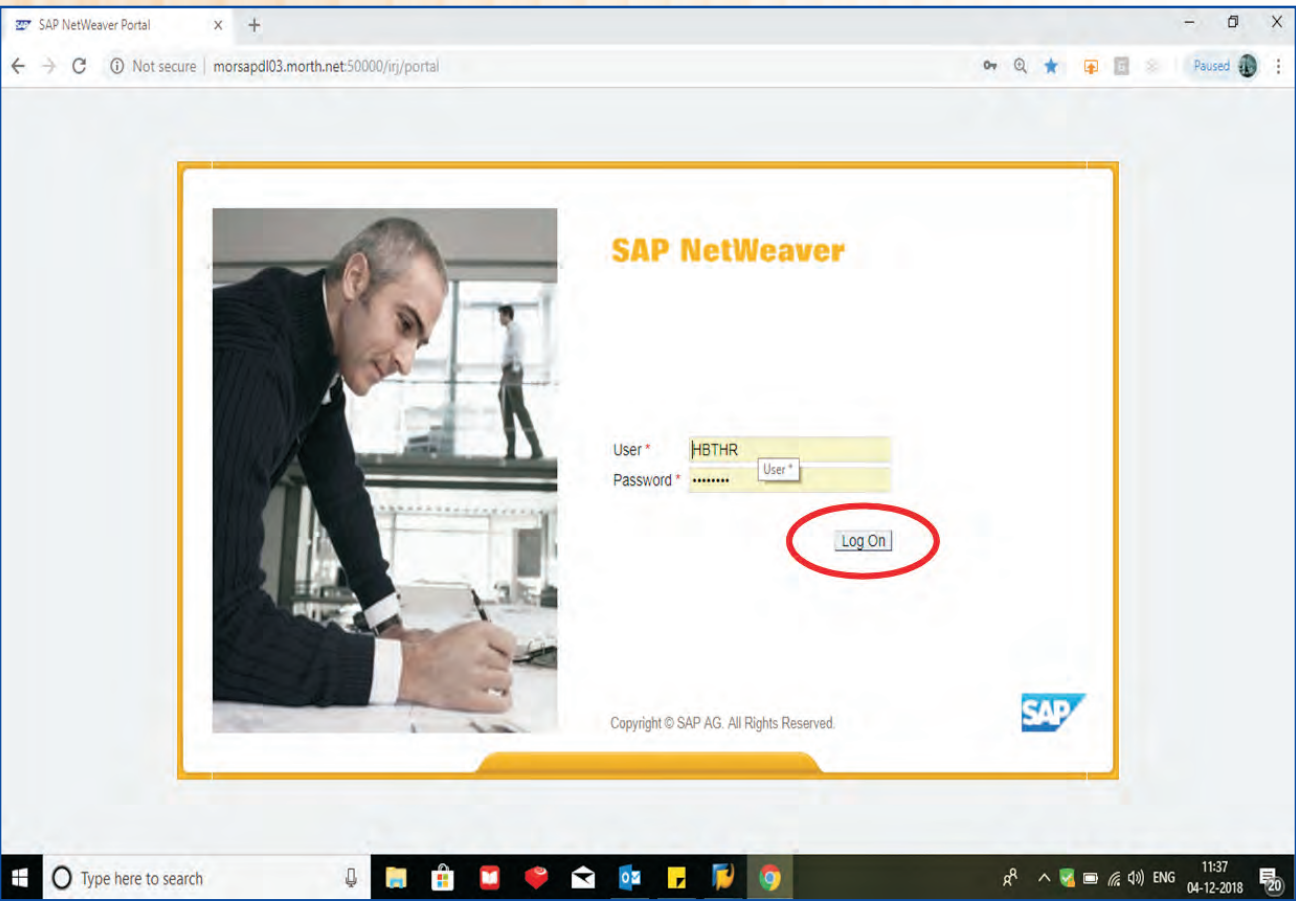 SAP NetWeaver Portal
Not secure | morsapdl03.morth.net:50000/irj/portal
Paused
SAP NetWeaver
User * HBTHR
User *
Password * ••••••••
Log On
Copyright © SAP AG. All Rights Reserved.
SAP
Type here to search
ENG
11:37
04-12-2018
20